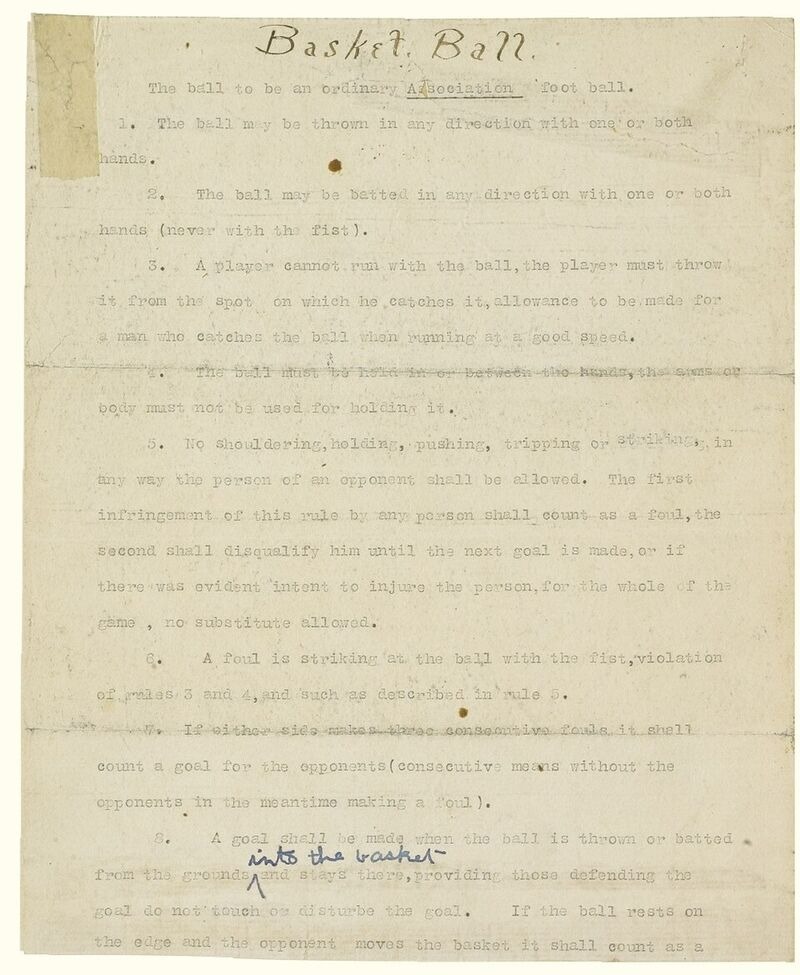 Basket Ball.
The ball to be an ordinary Association foot ball.
1. The ball may be thrown in any direction with one or both
hands.
2. The ball may be batted in any direction with one or both
hands (never with the fist).
3. A player cannot run with the ball,the player must throw
it from the spot on which he catches it,allowance to be made for
a man who catches the ball when running at a good speed.
4. The ball must be held in or between the hands,the arms or
body must not be used for holding it.
5. No shouldering,holding, pushing, tripping or striking, in
any way the person of an opponent shall be allowed. The first
infringement of this rule by any person shall count as a foul,the
second shall disqualify him until the next goal is made,or if
there was evident intent to injure the person,for the whole of the
game , no substitute allowed.
6. A foul is striking at the ball with the fist,violation
of rules 3 and 4,and such as described in rule 5.
7. If either side makes three consecutive fouls, it shall
count a goal for the opponents(consecutive means without the
opponents in the meantime making a foul).
8. A goal shall be made when the ball is thrown or batted
into the basket
from the grounds and stays there,providing those defending the
goal do not touch or disturbe the goal. If the ball rests on
the edge and the opponent moves the basket it shall count as a